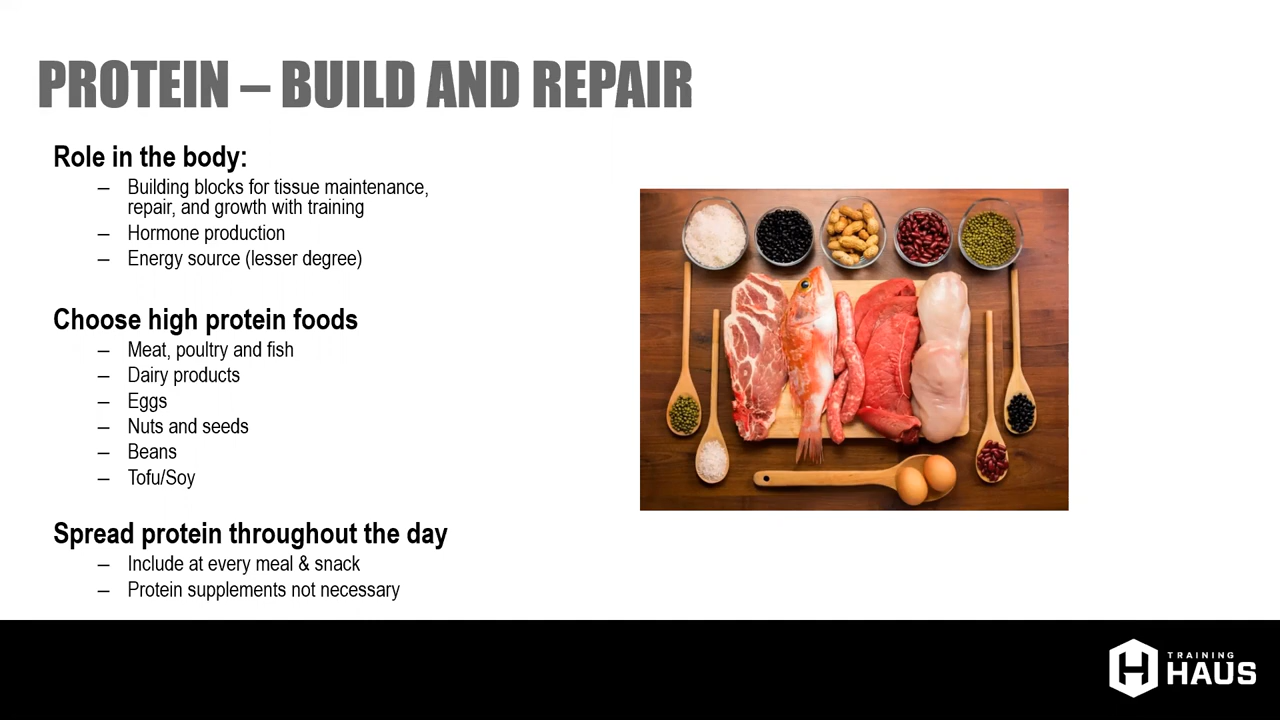 PROTEIN – BUILD AND REPAIR
Role in the body:
– Building blocks for tissue maintenance,
repair, and growth with training
– Hormone production
– Energy source (lesser degree)
Choose high protein foods
– Meat, poultry and fish
– Dairy products
– Eggs
– Nuts and seeds
– Beans
– Tofu/Soy
Spread protein throughout the day
– Include at every meal & snack
– Protein supplements not necessary
TRAINING
HAUS